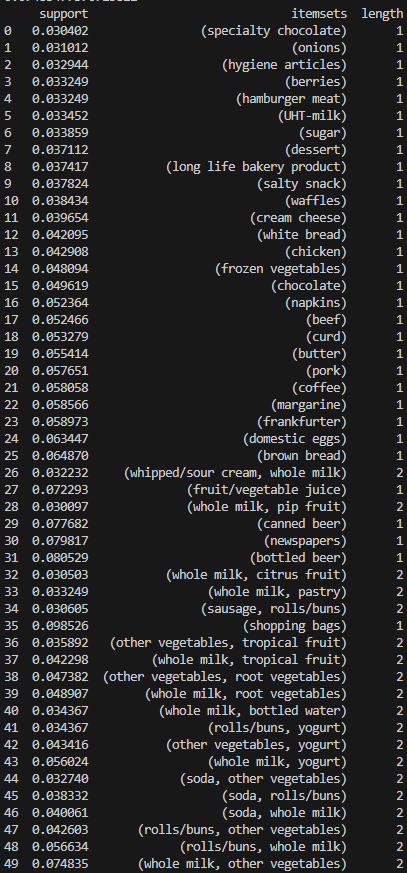 support itemsets length
0 0.030402 (specialty chocolate) 1
1 0.031012 (onions) 1
2 0.032944 (hygiene articles) 1
3 0.033249 (berries) 1
4 0.033249 (hamburger meat) 1
5 0.033452 (UHT-milk) 1
6 0.033859 (sugar) 1
7 0.037112 (dessert) 1
8 0.037417 (long life bakery product) 1
9 0.037824 (salty snack) 1
10 0.038434 (waffles) 1
11 0.039654 (cream cheese) 1
12 0.042095 (white bread) 1
13 0.042908 (chicken) 1
14 0.048094 (frozen vegetables) 1
15 0.049619 (chocolate) 1
16 0.052364 (napkins) 1
17 0.052466 (beef) 1
18 0.053279 (curd) 1
19 0.055414 (butter) 1
20 0.057651 (pork) 1
21 0.058058 (coffee) 1
22 0.058566 (margarine) 1
23 0.058973 (frankfurter) 1
24 0.063447 (domestic eggs) 1
25 0.064870 (brown bread) 1
26 0.032232 (whipped/sour cream, whole milk) 2
27 0.072293 (fruit/vegetable juice) 1
28 0.030097 (whole milk, pip fruit) 2
29 0.077682 (canned beer) 1
30 0.079817 (newspapers) 1
31 0.080529 (bottled beer) 1
32 0.030503 (whole milk, citrus fruit) 2
33 0.033249 (whole milk, pastry) 2
34 0.030605 (sausage, rolls/buns) 2
35 0.098526 (shopping bags) 1
36 0.035892 (other vegetables, tropical fruit) 2
37 0.042298 (whole milk, tropical fruit) 2
38 0.047382 (other vegetables, root vegetables) 2
39 0.048907 (whole milk, root vegetables) 2
40 0.034367 (whole milk, bottled water) 2
41 0.034367 (rolls/buns, yogurt) 2
42 0.043416 (other vegetables, yogurt) 2
43 0.056024 (whole milk, yogurt) 2
44 0.032740 (soda, other vegetables) 2
45 0.038332 (soda, rolls/buns) 2
46 0.040061 (soda, whole milk) 2
47 0.042603 (rolls/buns, other vegetables) 2
48 0.056634 (rolls/buns, whole milk) 2
49 0.074835 (whole milk, other vegetables) 2